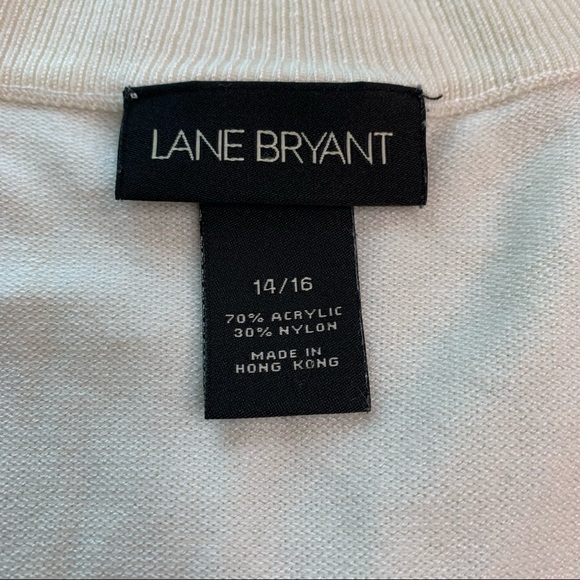 LANE BRYANT
14/16
70% ACRYLIC
30% NYLON
MADE IN
HONG KONG